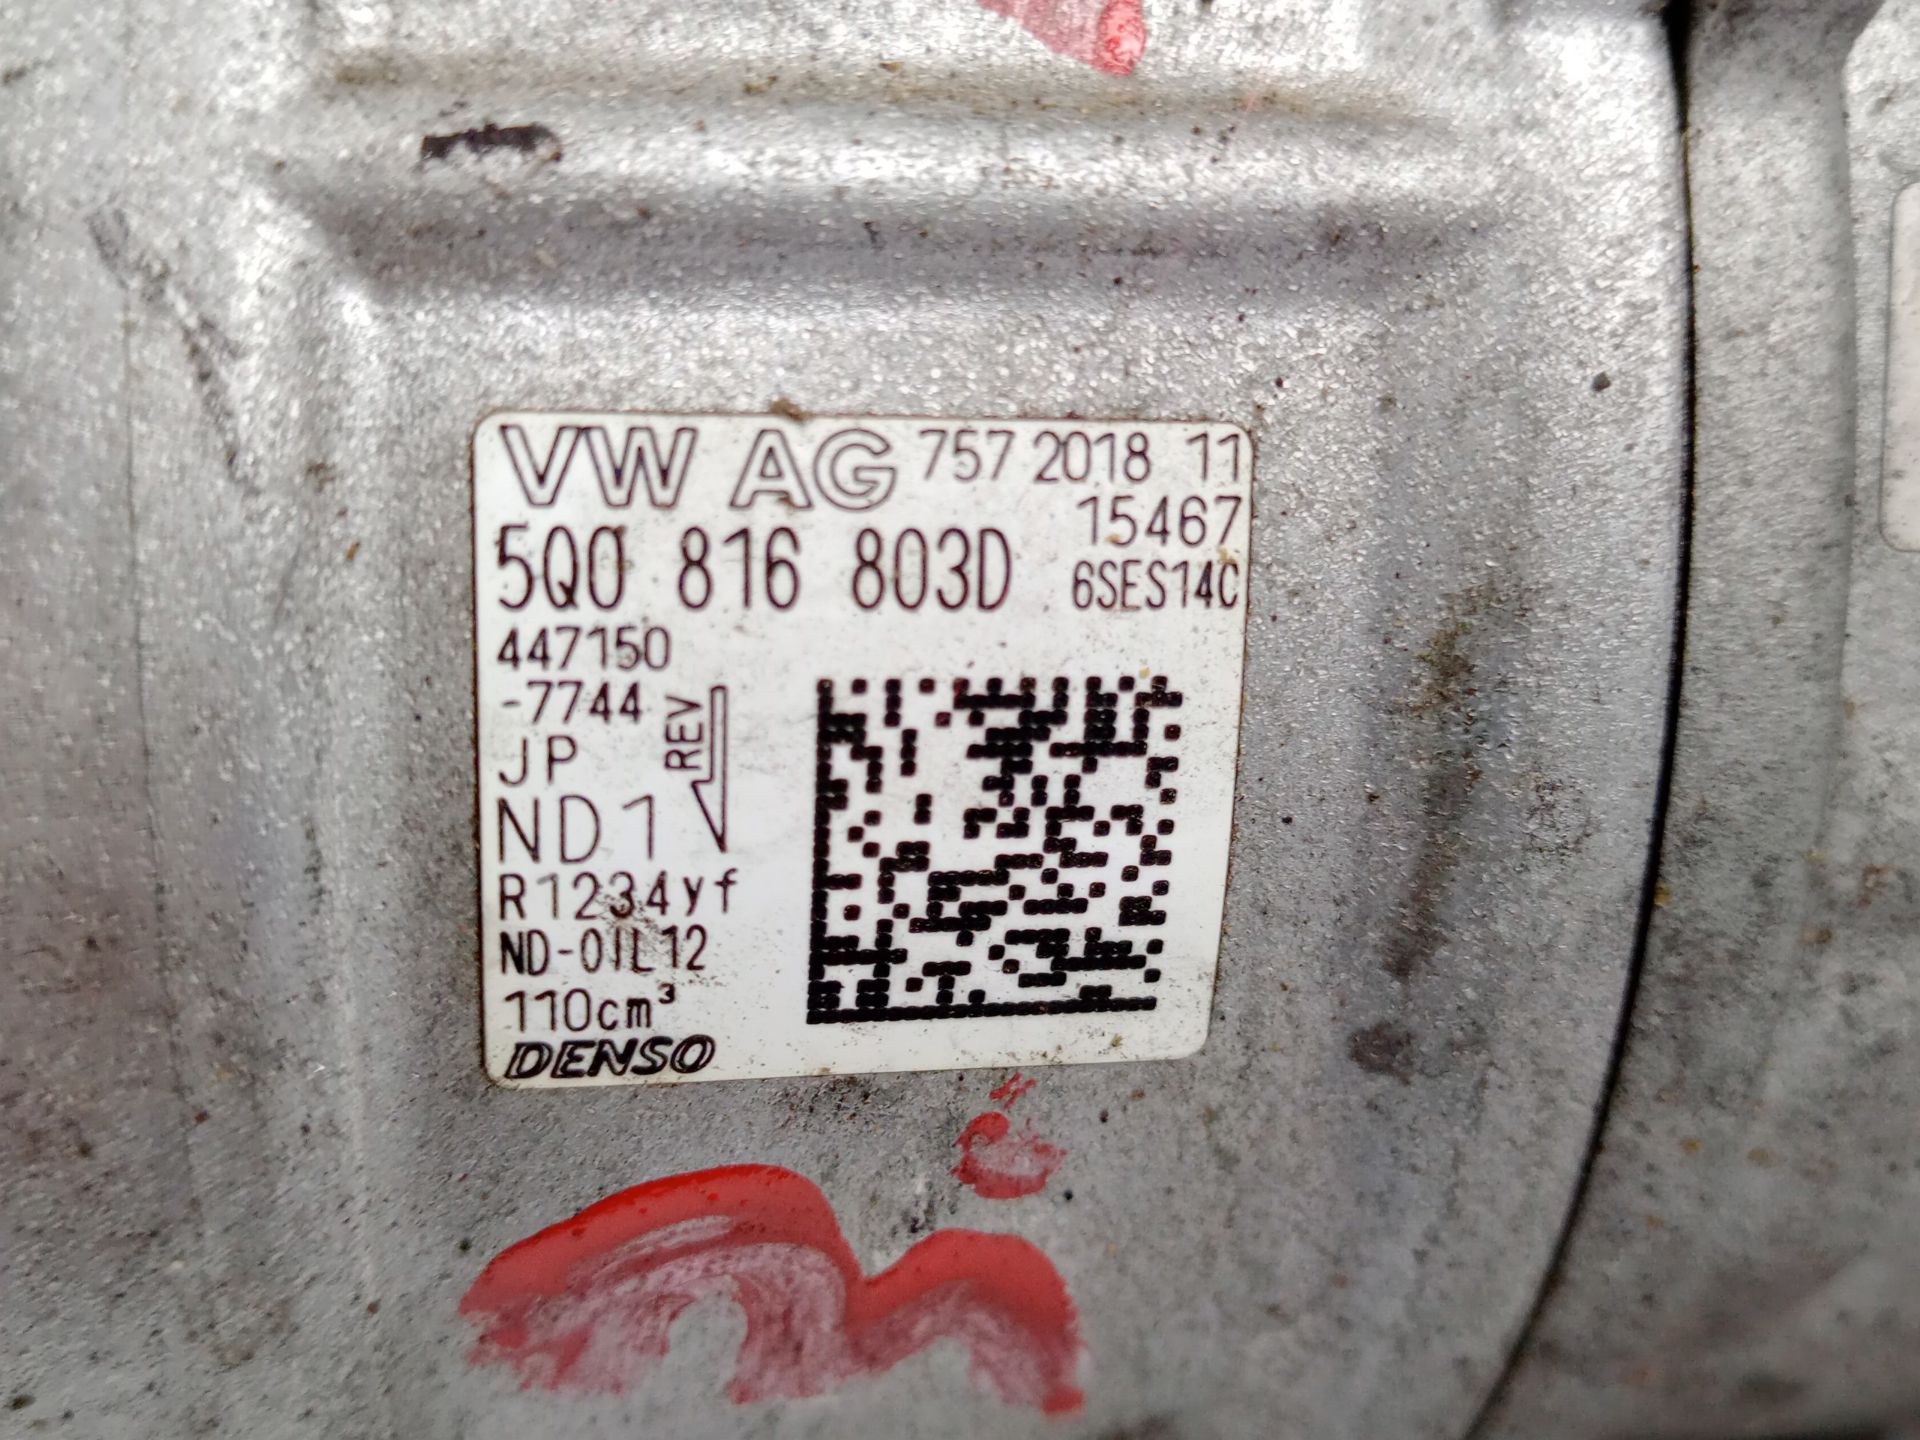 VW AG 757 2018 11
15467
5Q0 816 803D 6SES14C
447150
-7744
REV
JP
ND1
R1234yf
ND-OIL12
110cm³
DENSO